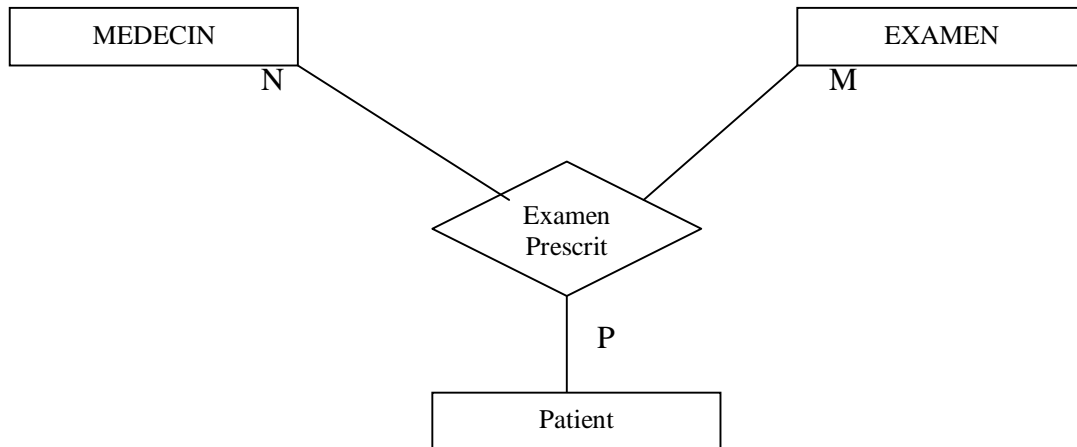 MEDECIN
EXAMEN
N
M
Examen
Prescrit
P
Patient